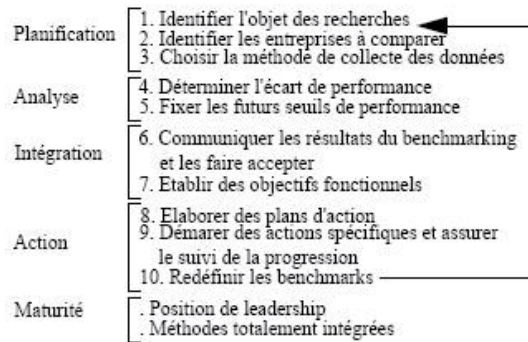 Planification
1. Identifier l'objet des recherches
2. Identifier les entreprises à comparer
3. Choisir la méthode de collecte des données
Analyse
4. Déterminer l'écart de performance
5. Fixer les futurs seuils de performance
Intégration
6. Communiquer les résultats du benchmarking
et les faire accepter
7. Etablir des objectifs fonctionnels
Action
8. Elaborer des plans d'action
9. Démarer des actions spécifiques et assurer
le suivi de la progression
10. Redéfinir les benchmarks
Maturité
. Position de leadership
. Méthodes totalement intégrées